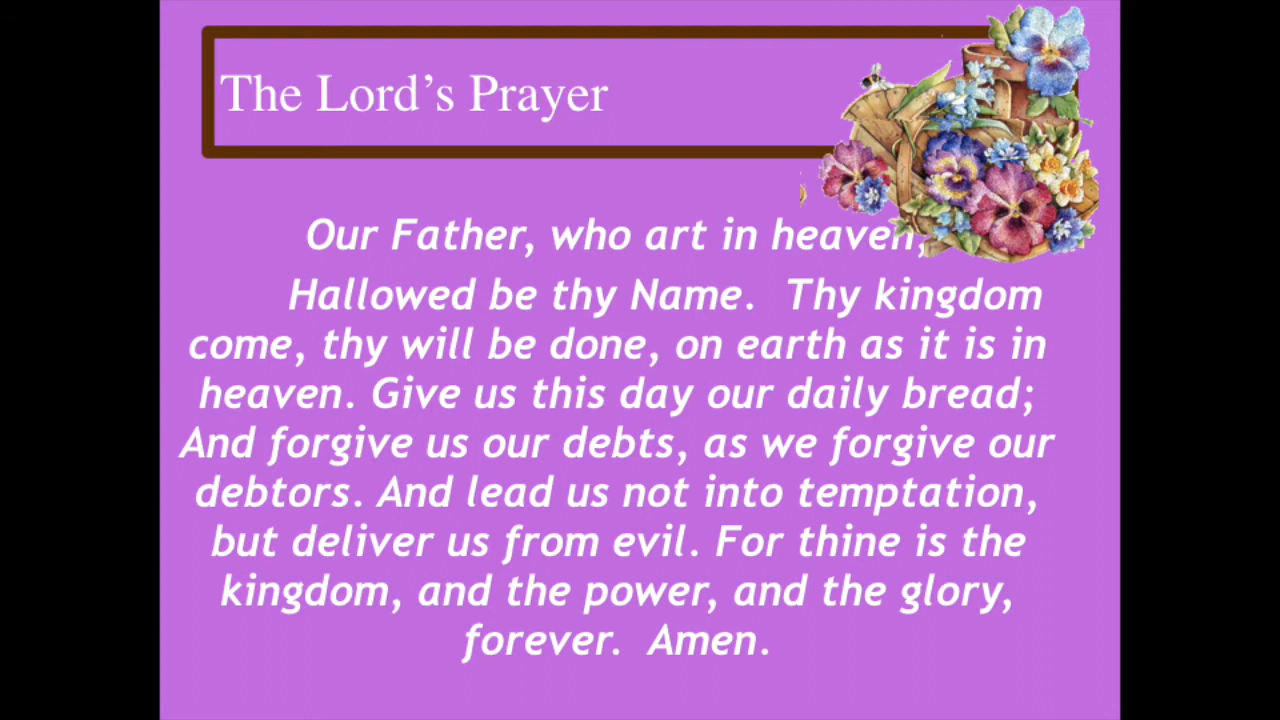 The Lord’s Prayer
Our Father, who art in heaven,
Hallowed be thy Name.  Thy kingdom
come, thy will be done, on earth as it is in
heaven. Give us this day our daily bread;
And forgive us our debts, as we forgive our
debtors. And lead us not into temptation,
but deliver us from evil. For thine is the
kingdom, and the power, and the glory,
forever.  Amen.